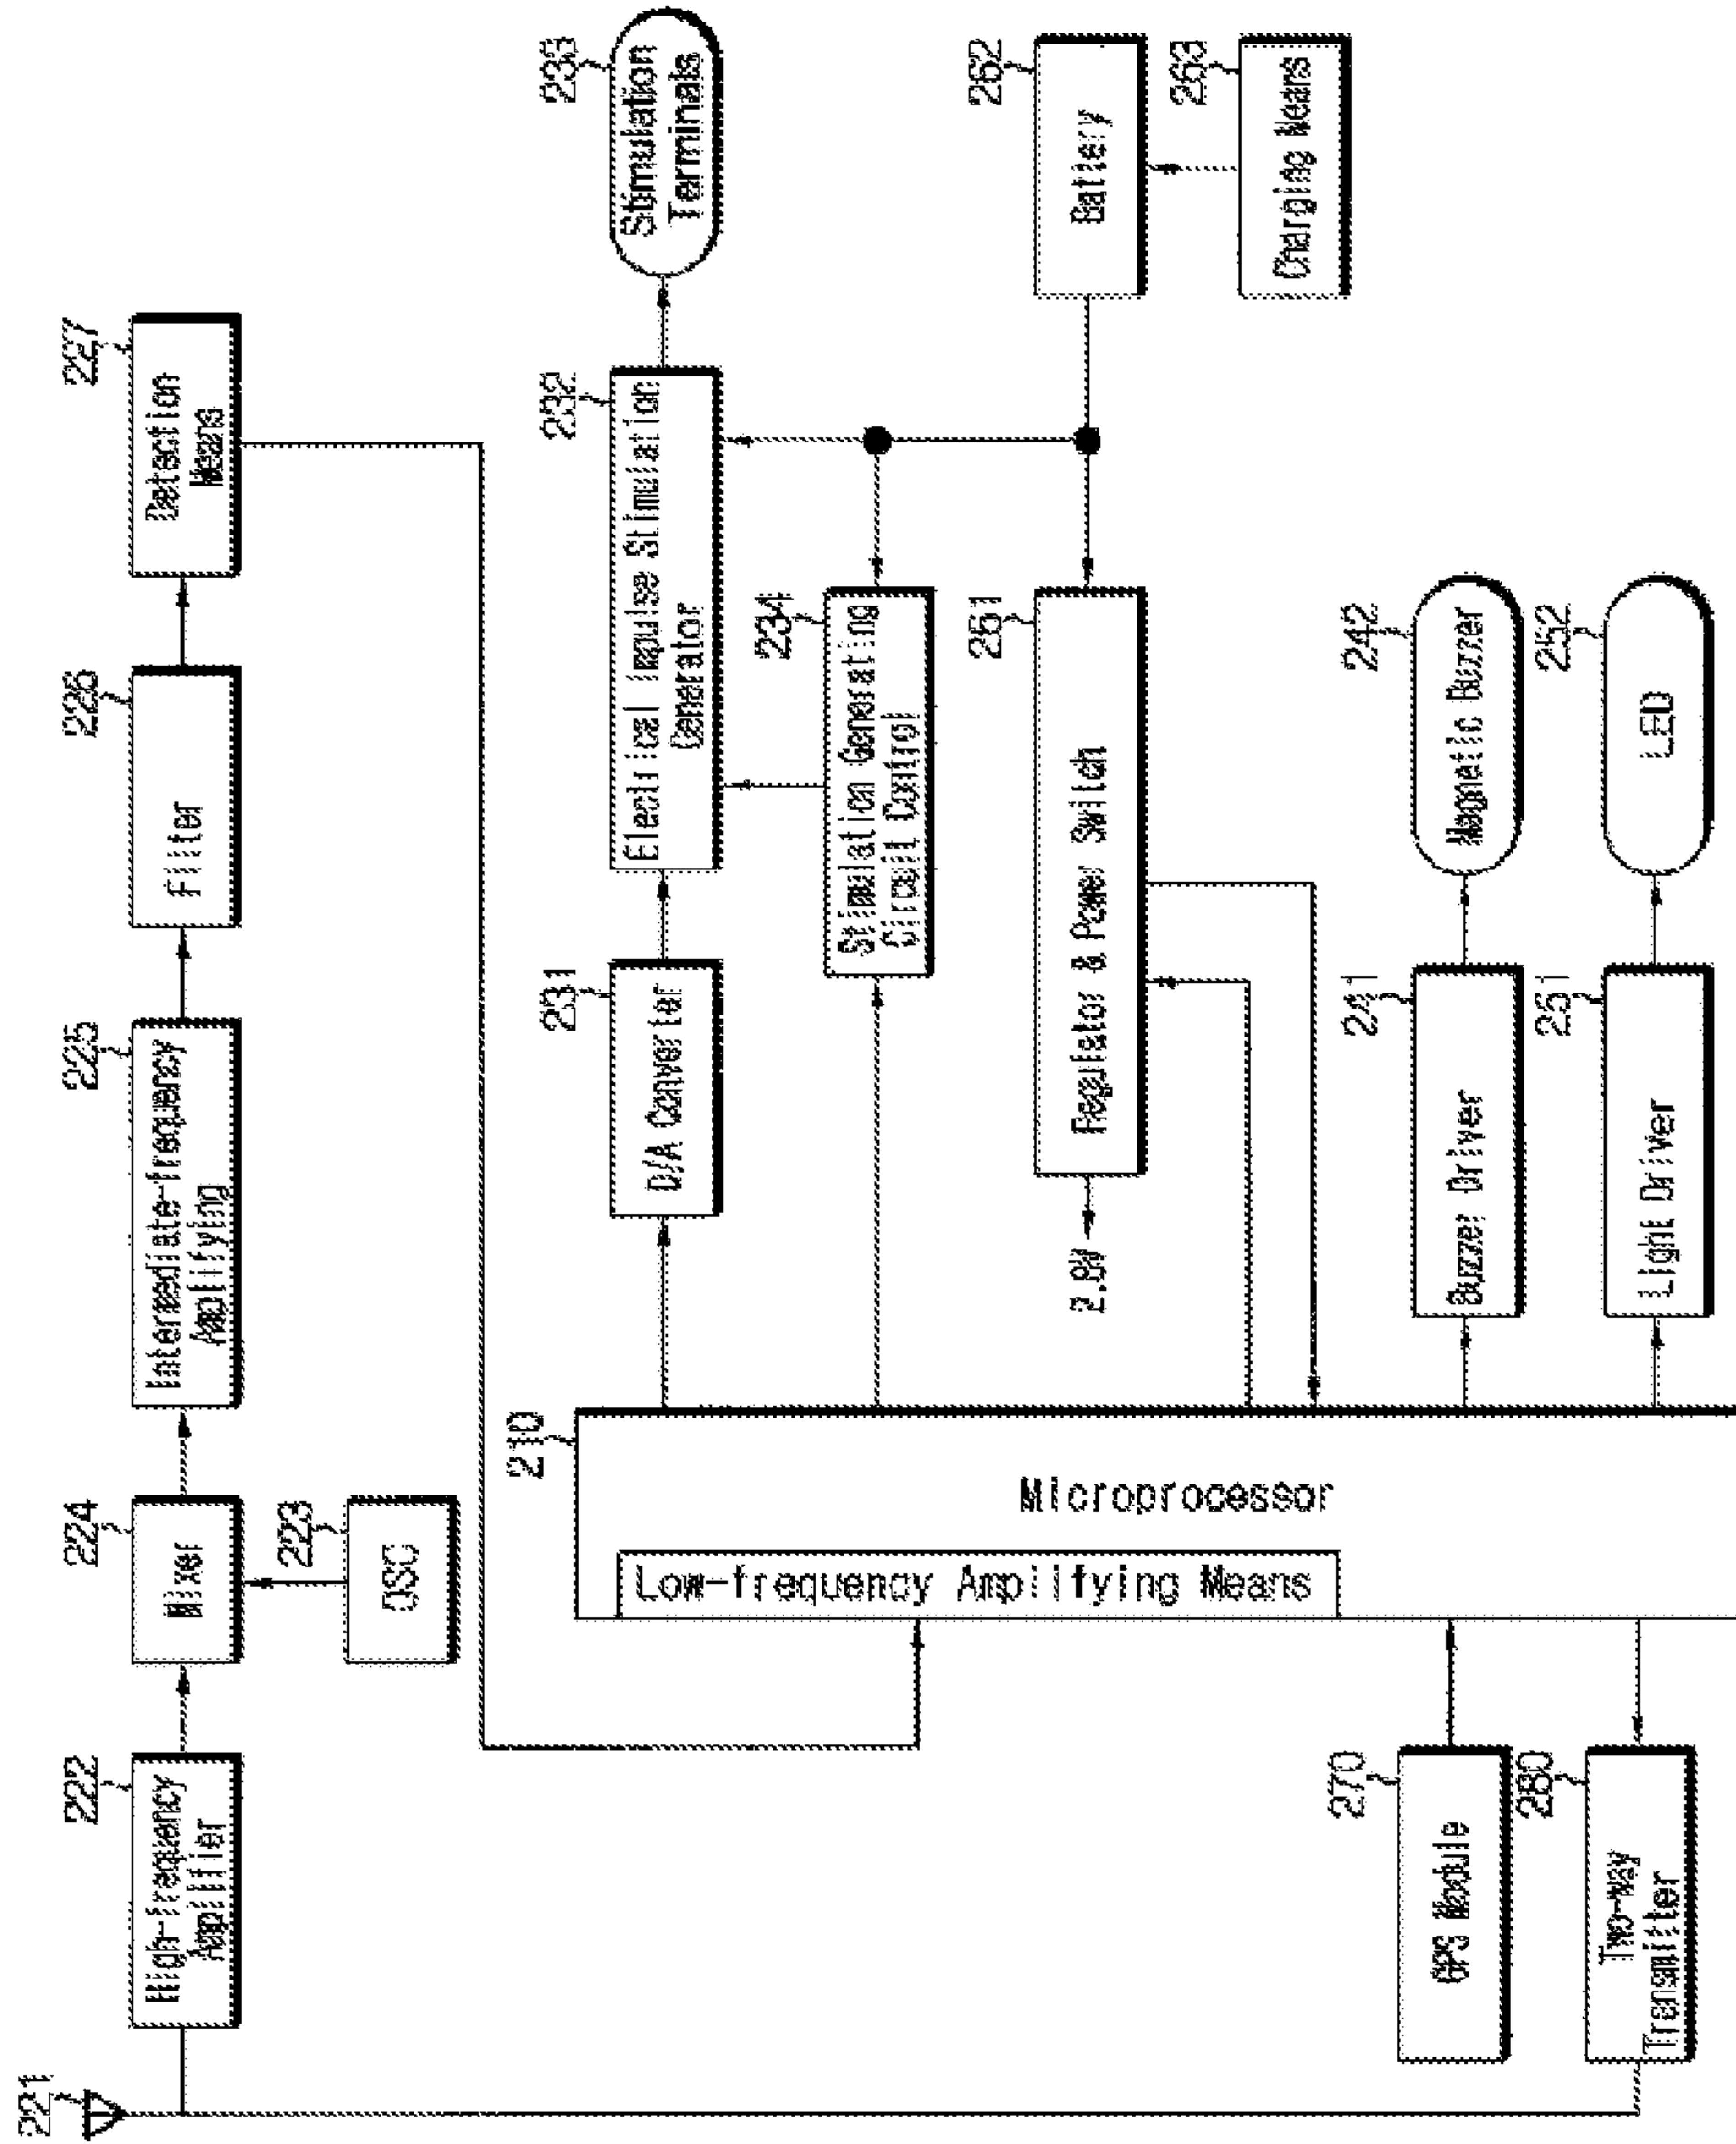 221
222
High-frequency
Amplifier
224
Mixer
223
OSC
225
Intermediate-frequency
Amplifying
226
Filter
227
Detection
Means
210
Microprocessor
Low-frequency Amplifying Means
231
D/A Converter
232
Electrical Impulse Stimulation
Generator
233
Stimulation
Terminals
234
Stimulation Generating
Circuit Control
261
Regulator & Power Switch
2.8V
262
Battery
263
Charging Means
270
GPS Module
241
Buzzer Driver
242
Magnetic Buzzer
280
Two-way
Transmitter
251
Light Driver
252
LED